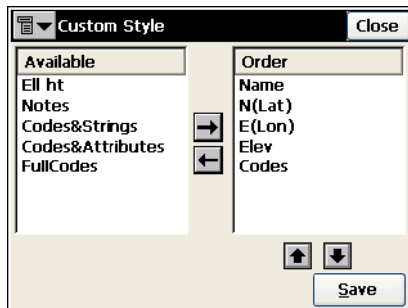 Custom Style
Close
Available
Ell ht
Notes
Codes&Strings
Codes&Attributes
FullCodes
Order
Name
N(Lat)
E(Lon)
Elev
Codes
Save